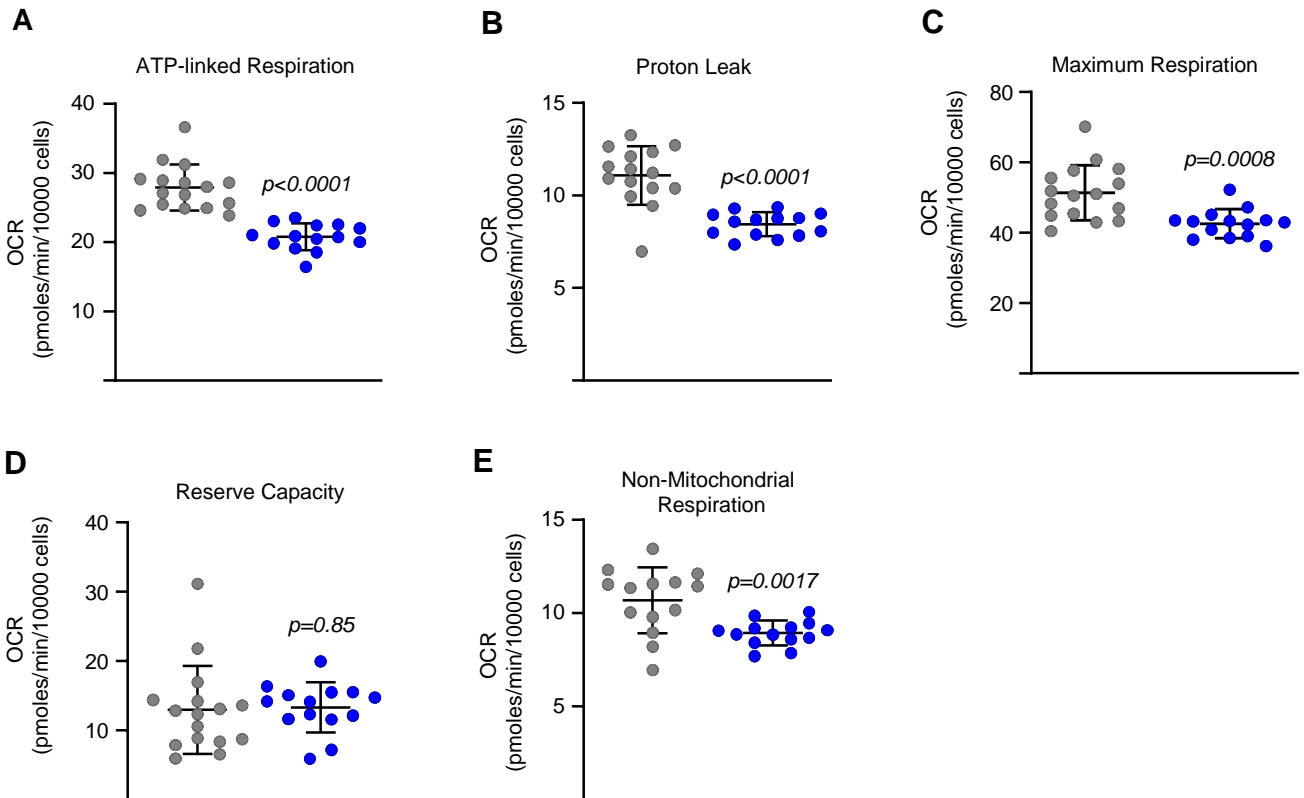 A
ATP-linked Respiration
OCR
(pmoles/min/10000 cells)
40
30
20
10
p<0.0001
B
Proton Leak
OCR
(pmoles/min/10000 cells)
15
10
5
p<0.0001
C
Maximum Respiration
OCR
(pmoles/min/10000 cells)
80
60
40
20
p=0.0008
D
Reserve Capacity
OCR
(pmoles/min/10000 cells)
40
30
20
10
p=0.85
E
Non-Mitochondrial
Respiration
OCR
(pmoles/min/10000 cells)
15
10
5
p=0.0017